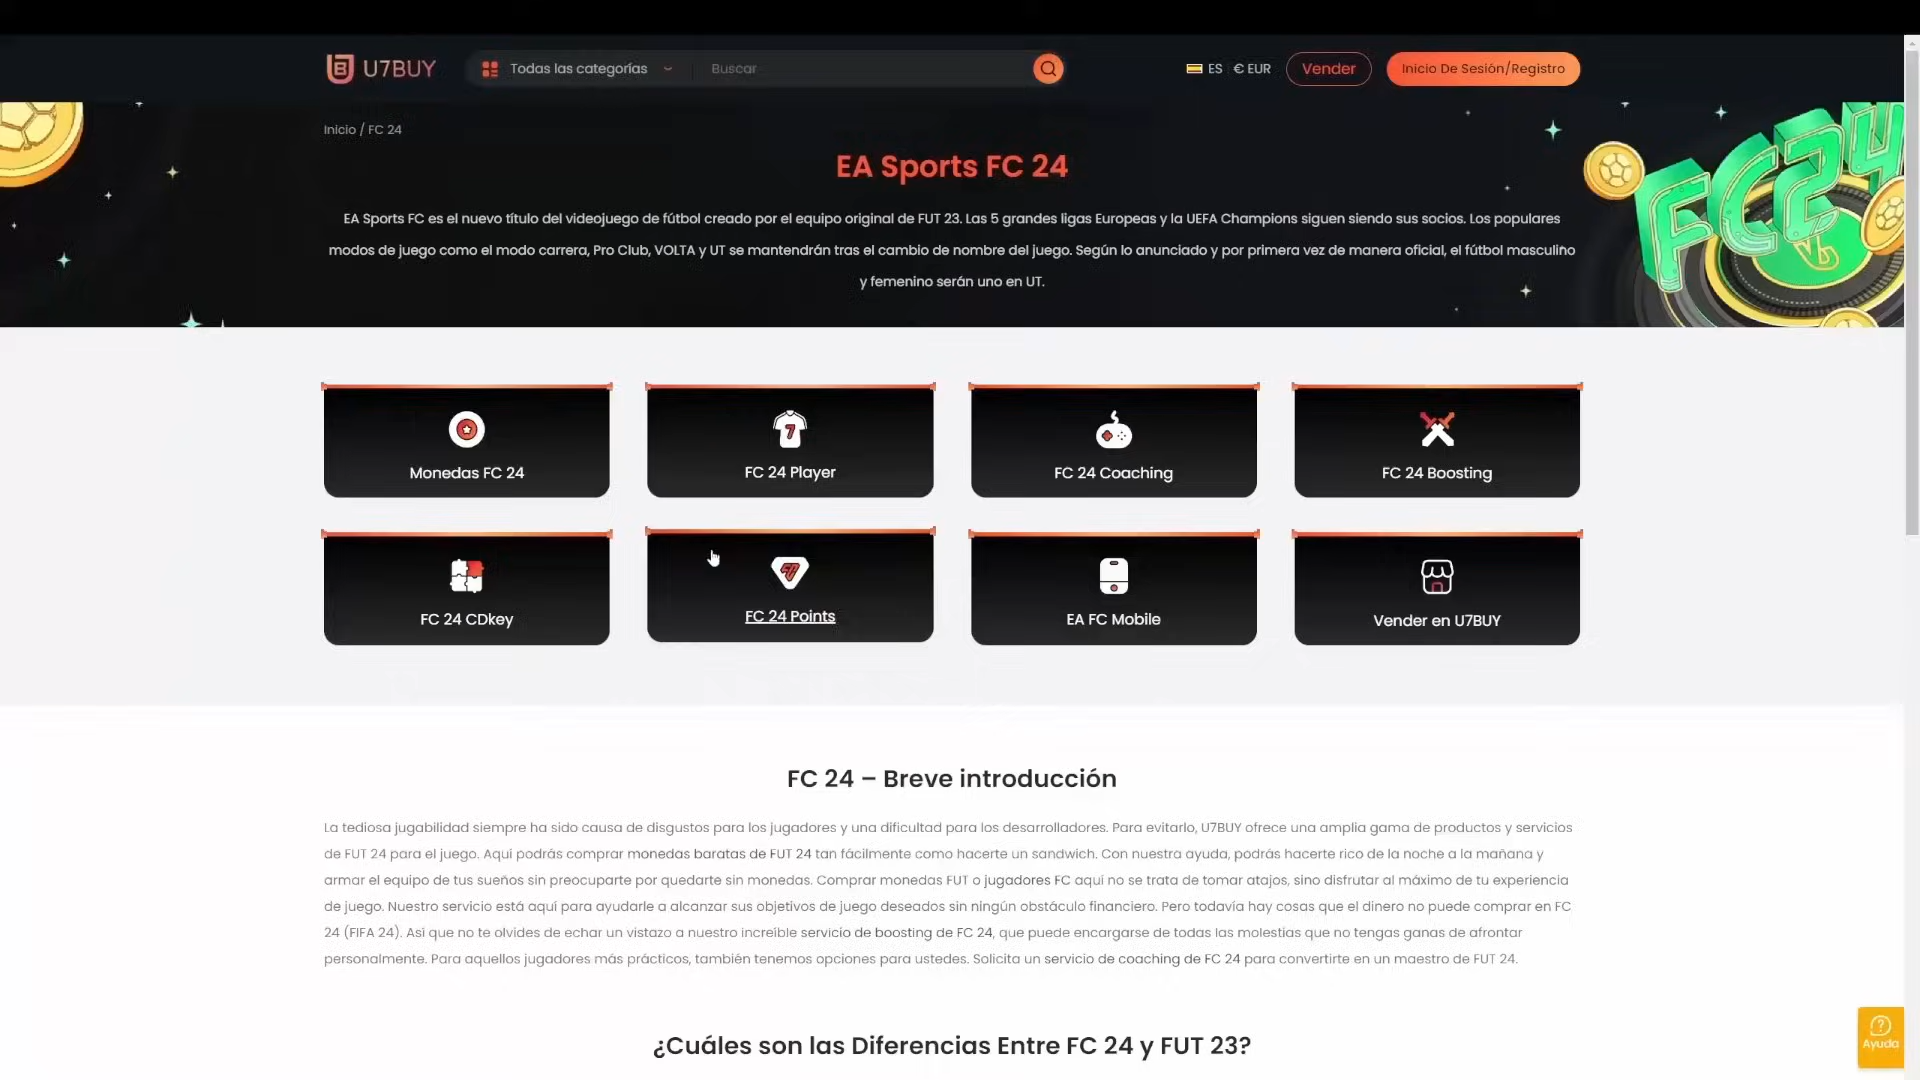 U7BUY
Todas las categorías
Buscar
ES
€ EUR
Vender
Inicio De Sesión/Registro
Inicio / FC 24
EA Sports FC 24
EA Sports FC es el nuevo título del videojuego de fútbol creado por el equipo original de FUT 23. Las 5 grandes ligas Europeas y la UEFA Champions siguen siendo sus socios. Los populares
modos de juego como el modo carrera, Pro Club, VOLTA y UT se mantendrán tras el cambio de nombre del juego. Según lo anunciado y por primera vez de manera oficial, el fútbol masculino
y femenino serán uno en UT.
FC24
Monedas FC 24
7
FC 24 Player
FC 24 Coaching
FC 24 Boosting
FC 24 CDkey
FC 24 Points
EA FC Mobile
Vender en U7BUY
FC 24 – Breve introducción
La tediosa jugabilidad siempre ha sido causa de disgustos para los jugadores y una dificultad para los desarrolladores. Para evitarlo, U7BUY ofrece una amplia gama de productos y servicios
de FUT 24 para el juego. Aquí podrás comprar monedas baratas de FUT 24 tan fácilmente como hacerte un sandwich. Con nuestra ayuda, podrás hacerte rico de la noche a la mañana y
armar el equipo de tus sueños sin preocuparte por quedarte sin monedas. Comprar monedas FUT o jugadores FC aquí no se trata de tomar atajos, sino disfrutar al máximo de tu experiencia
de juego. Nuestro servicio está aquí para ayudarle a alcanzar sus objetivos de juego deseados sin ningún obstáculo financiero. Pero todavía hay cosas que el dinero no puede comprar en FC
24 (FIFA 24). Así que no te olvides de echar un vistazo a nuestro increíble servicio de boosting de FC 24, que puede encargarse de todas las molestias que no tengas ganas de afrontar
personalmente. Para aquellos jugadores más prácticos, también tenemos opciones para ustedes. Solicita un servicio de coaching de FC 24 para convertirte en un maestro de FUT 24.
¿Cuáles son las Diferencias Entre FC 24 y FUT 23?
Ayuda